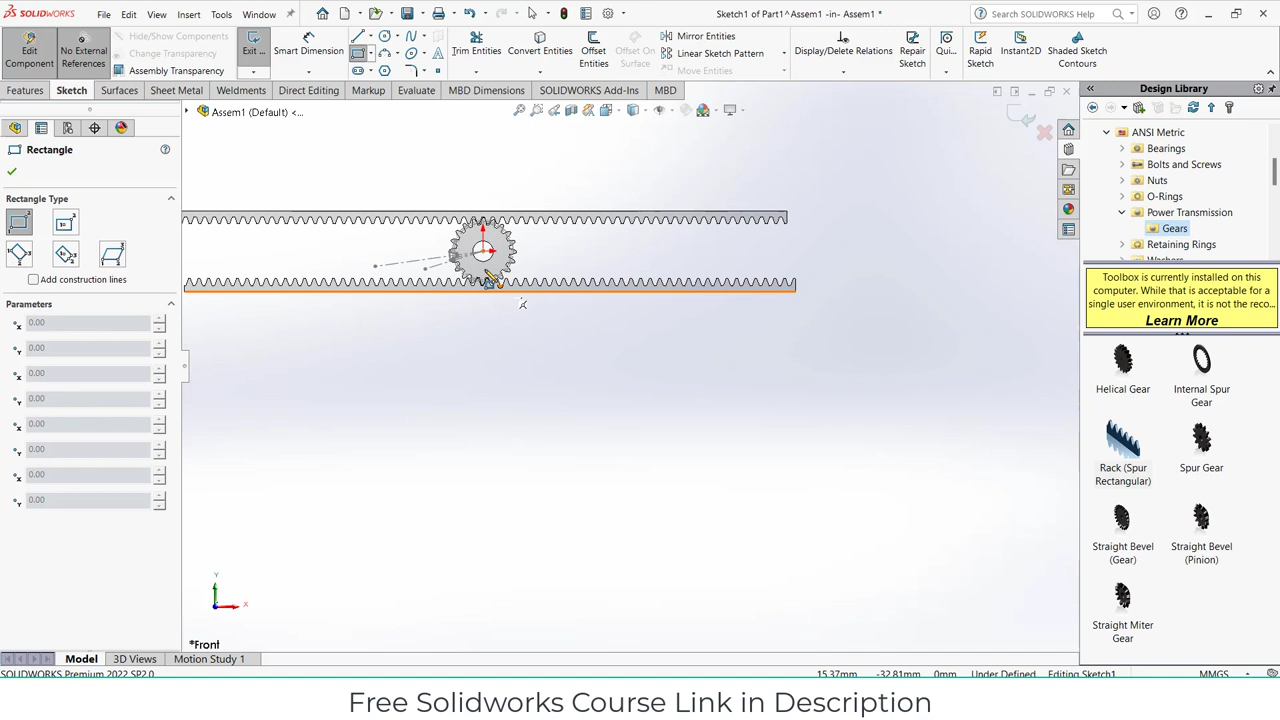 SOLIDWORKS
File Edit View Insert Tools Window
Sketch1 of Part1^Assem1 -in- Assem1 *
Search SOLIDWORKS Help
Edit Component
No External References
Hide/Show Components
Change Transparency
Assembly Transparency
Exit ...
Smart Dimension
Trim Entities
Convert Entities
Offset Entities
Offset On Surface
Mirror Entities
Linear Sketch Pattern
Move Entities
Display/Delete Relations
Repair Sketch
Qui...
Rapid Sketch
Instant2D
Shaded Sketch Contours
Features Sketch Surfaces Sheet Metal Weldments Direct Editing Markup Evaluate MBD Dimensions SOLIDWORKS Add-Ins MBD
Assem1 (Default) <...
Rectangle
Rectangle Type
Add construction lines
Parameters
0.00
0.00
0.00
0.00
0.00
0.00
0.00
0.00
Y
X
*Front
Design Library
ANSI Metric
Bearings
Bolts and Screws
Nuts
O-Rings
Power Transmission
Gears
Retaining Rings
Toolbox is currently installed on this
computer. While that is acceptable for a
single user environment, it is not the reco...
Learn More
Helical Gear
Internal Spur Gear
Rack (Spur Rectangular)
Spur Gear
Straight Bevel (Gear)
Straight Bevel (Pinion)
Straight Miter Gear
Model 3D Views Motion Study 1
SOLIDWORKS Premium 2022 SP2.0
15.37mm -32.81mm 0mm Under Defined Editing Sketch1 MMGS
Free Solidworks Course Link in Description